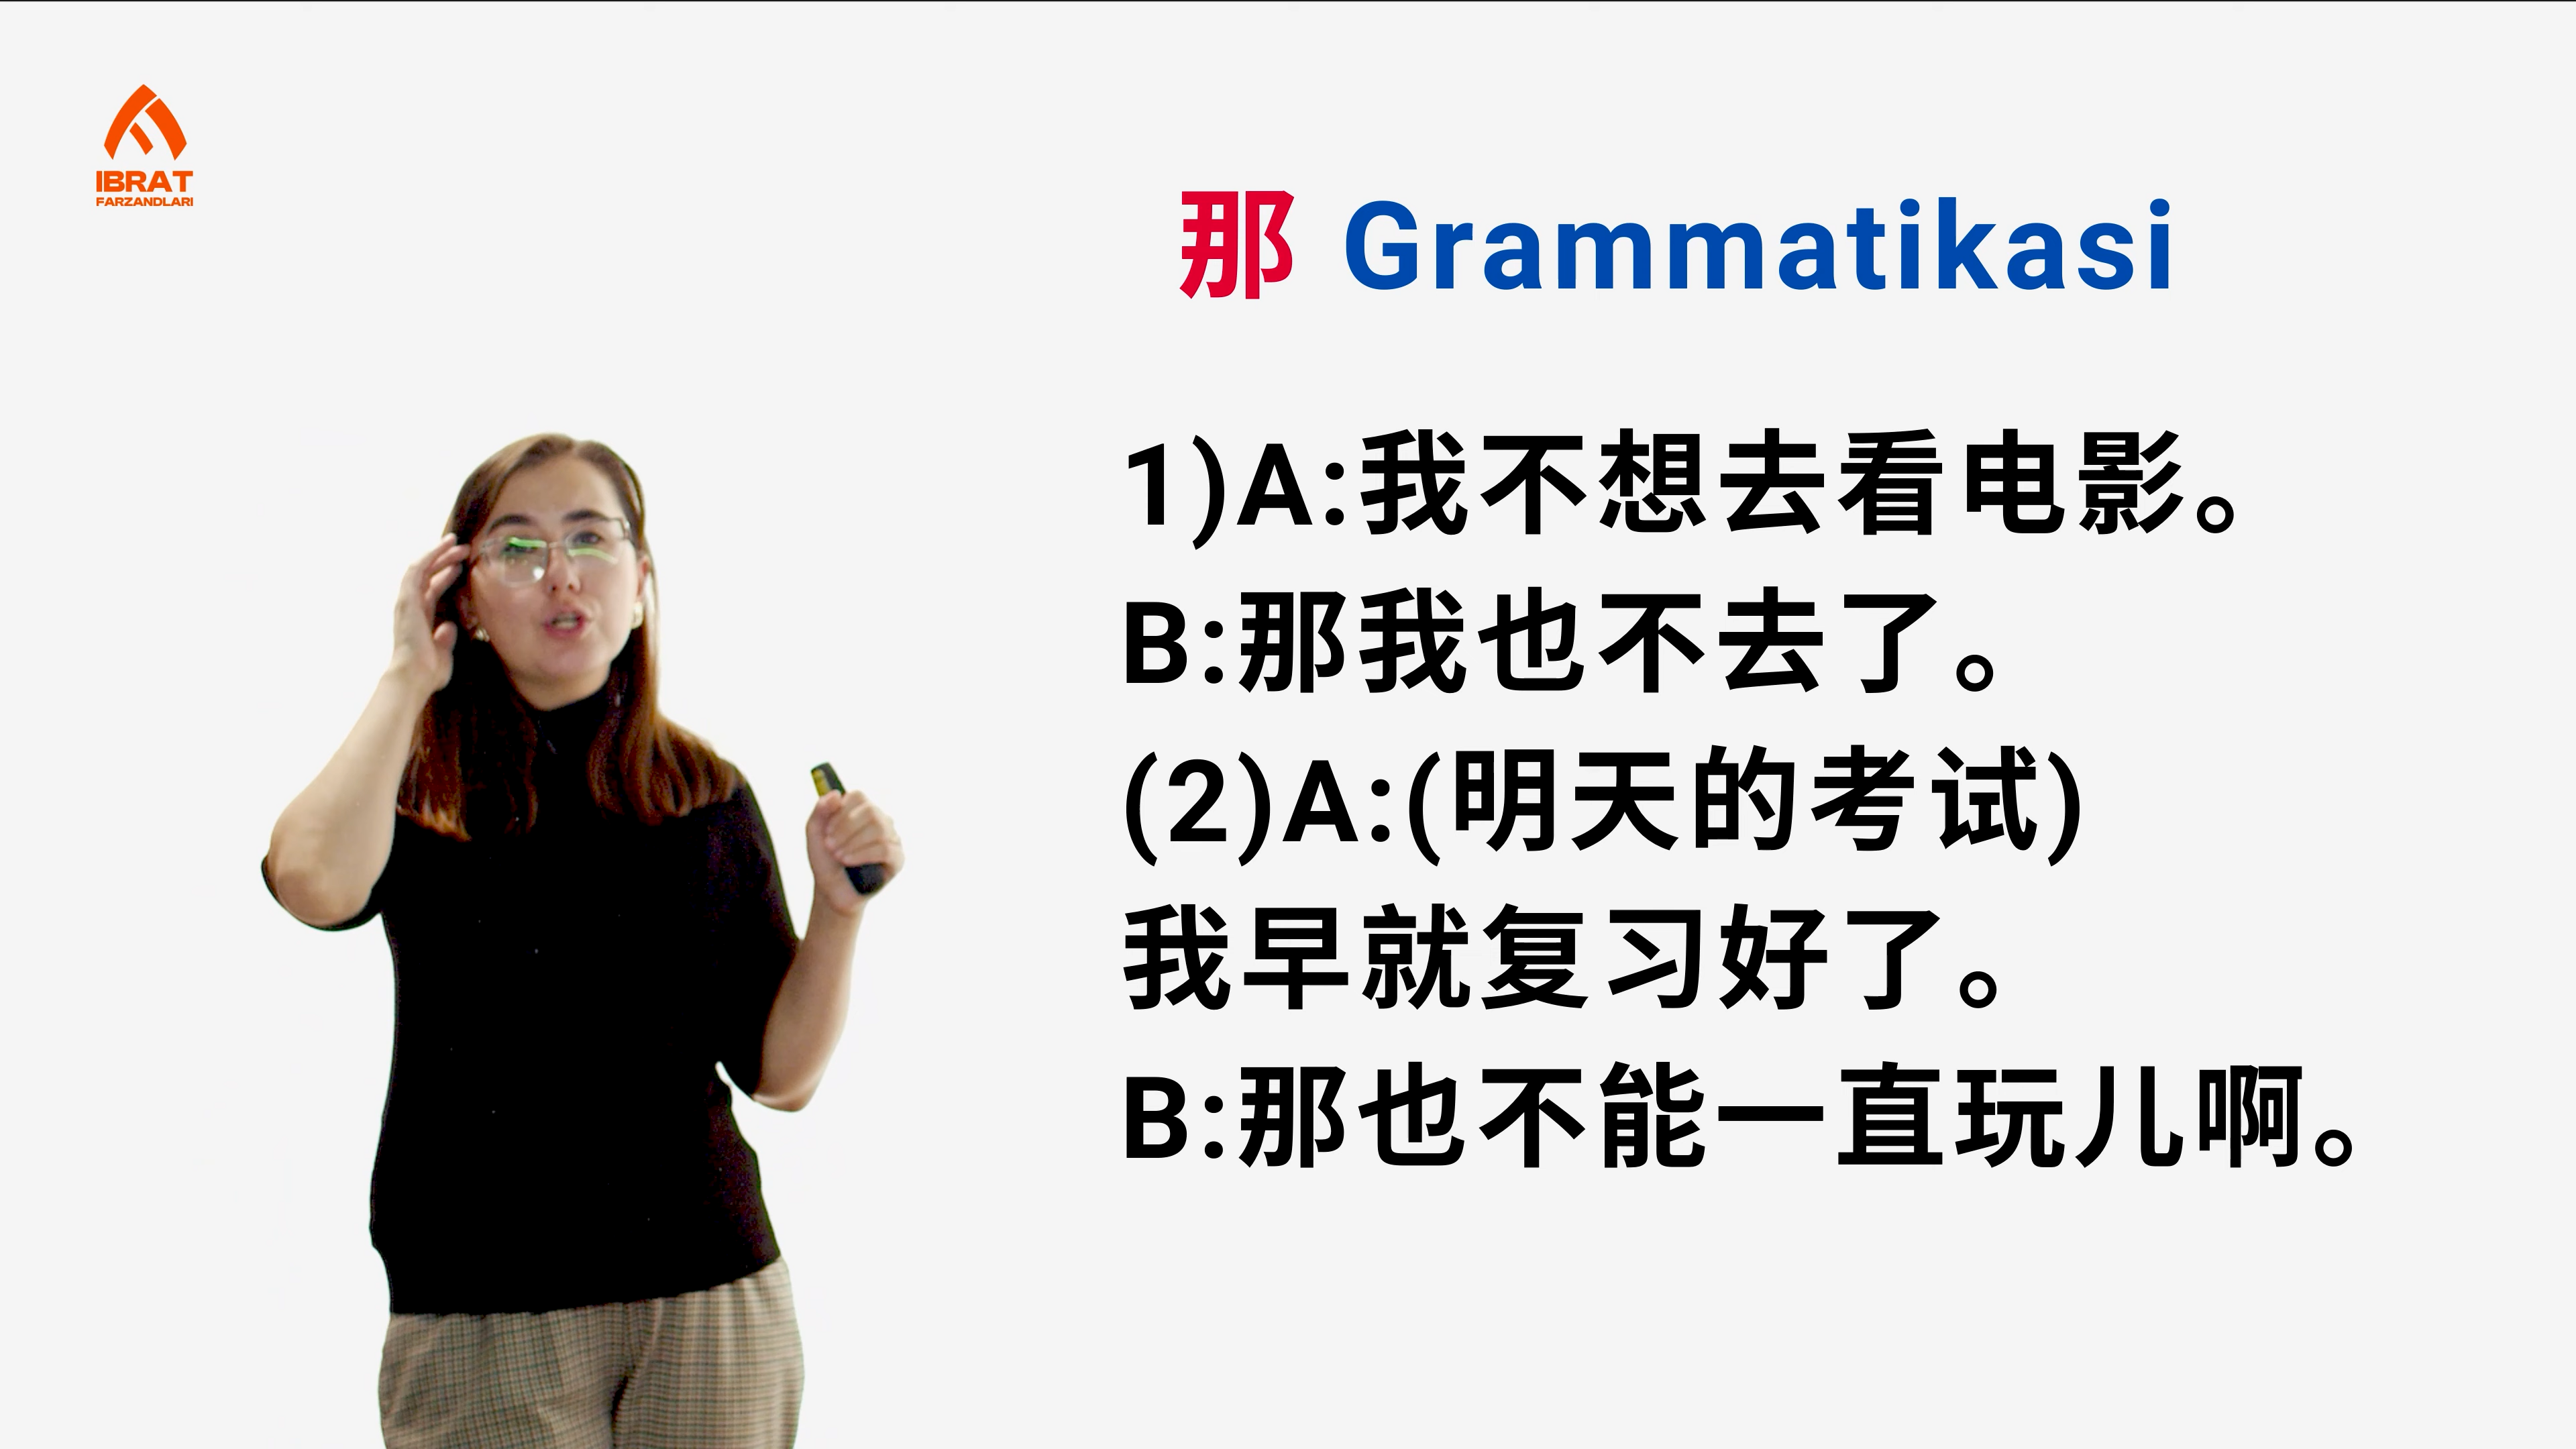 IBRAT
FARZANDLARI
那 Grammatikasi
1)A:我不想去看电影。
B:那我也不去了。
(2)A:(明天的考试)
我早就复习好了。
B:那也不能一直玩儿啊。